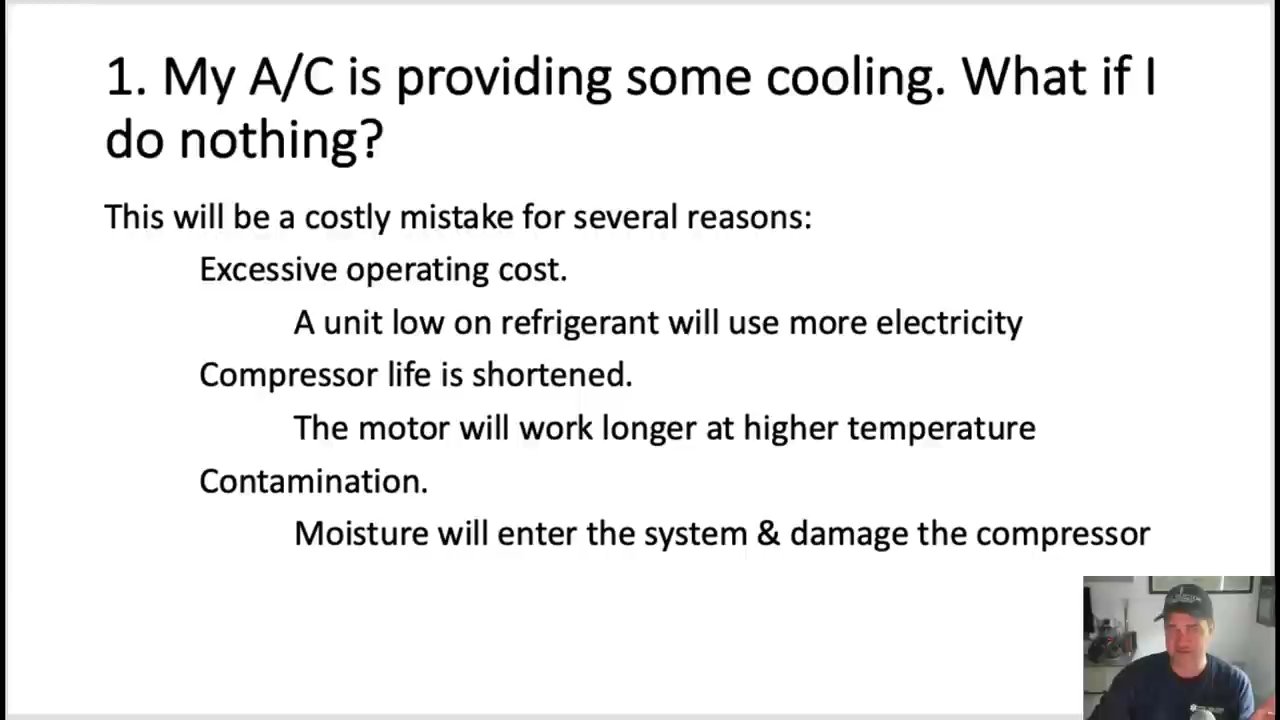 1. My A/C is providing some cooling. What if I
do nothing?
This will be a costly mistake for several reasons:
Excessive operating cost.
A unit low on refrigerant will use more electricity
Compressor life is shortened.
The motor will work longer at higher temperature
Contamination.
Moisture will enter the system & damage the compressor